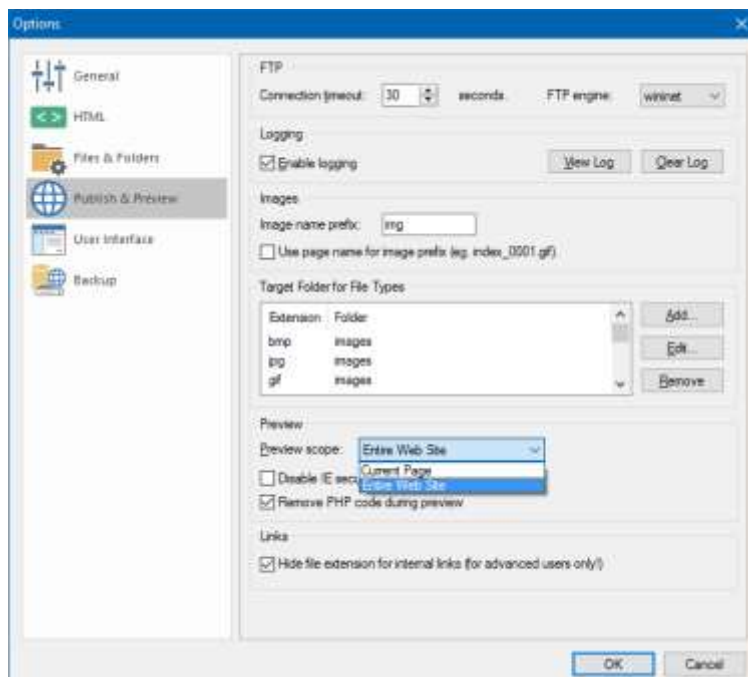 Options
General
HTML
Files & Folders
Publish & Preview
User Interface
Backup
FTP
Connection timeout: 30 seconds FTP engine: wininet
Logging
Enable logging View Log Clear Log
Images
Image name prefix: img
Use page name for image prefix (eg. index_0001.gif)
Target Folder for File Types
Extension Folder
bmp images
jpg images
gif images
Add...
Edit...
Remove
Preview
Preview scope: Entire Web Site
Current Page
Entire Web Site
Disable IE secu
Remove PHP code during preview
Links
Hide file extension for internal links (for advanced users only!)
OK Cancel